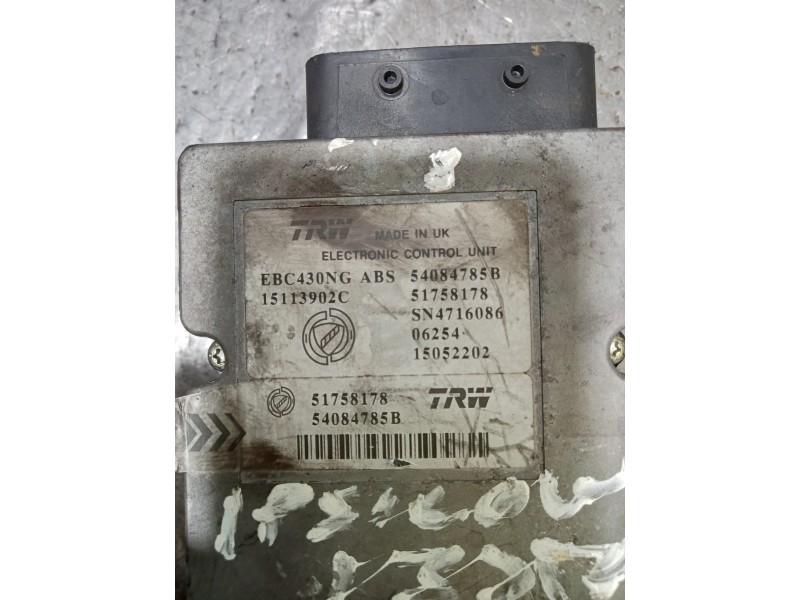 TRW MADE IN UK
ELECTRONIC CONTROL UNIT
EBC430NG ABS 54084785B
15113902C 51758178
SN4716086
06254
15052202
51758178 TRW
54084785B